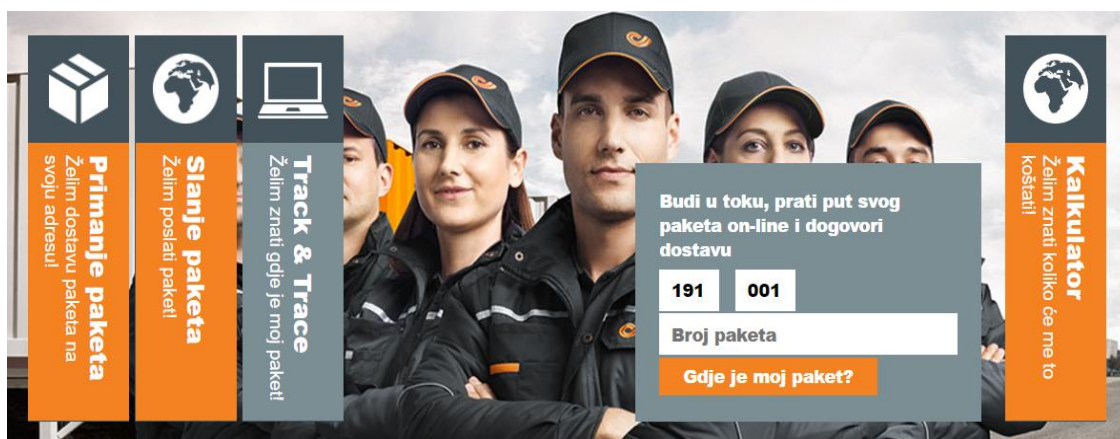 Primanje paketa
Želim dostavu paketa na
svoju adresu!
Slanje paketa
Želim poslati paket!
Track & Trace
Želim znati gdje je moj paket!
Budi u toku, prati put svog
paketa on-line i dogovori
dostavu
191 001
Broj paketa
Gdje je moj paket?
Kalkulator
Želim znati koliko će me to
koštati!